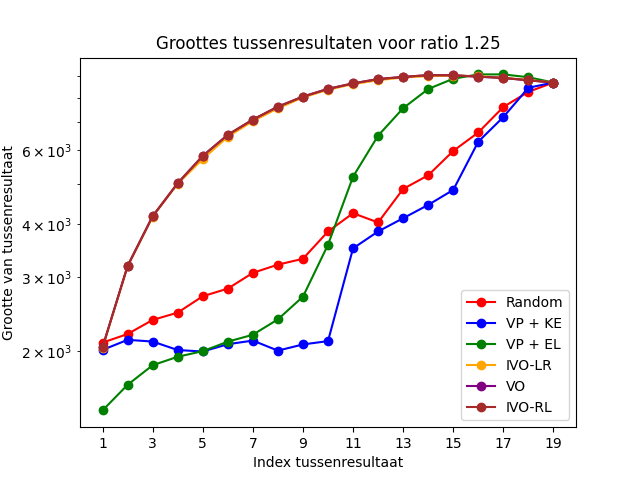 Groottes tussenresultaten voor ratio 1.25
Grootte van tussenresultaat
6 × 10³
4 × 10³
3 × 10³
2 × 10³
Random
VP + KE
VP + EL
IVO-LR
VO
IVO-RL
1 3 5 7 9 11 13 15 17 19
Index tussenresultaat